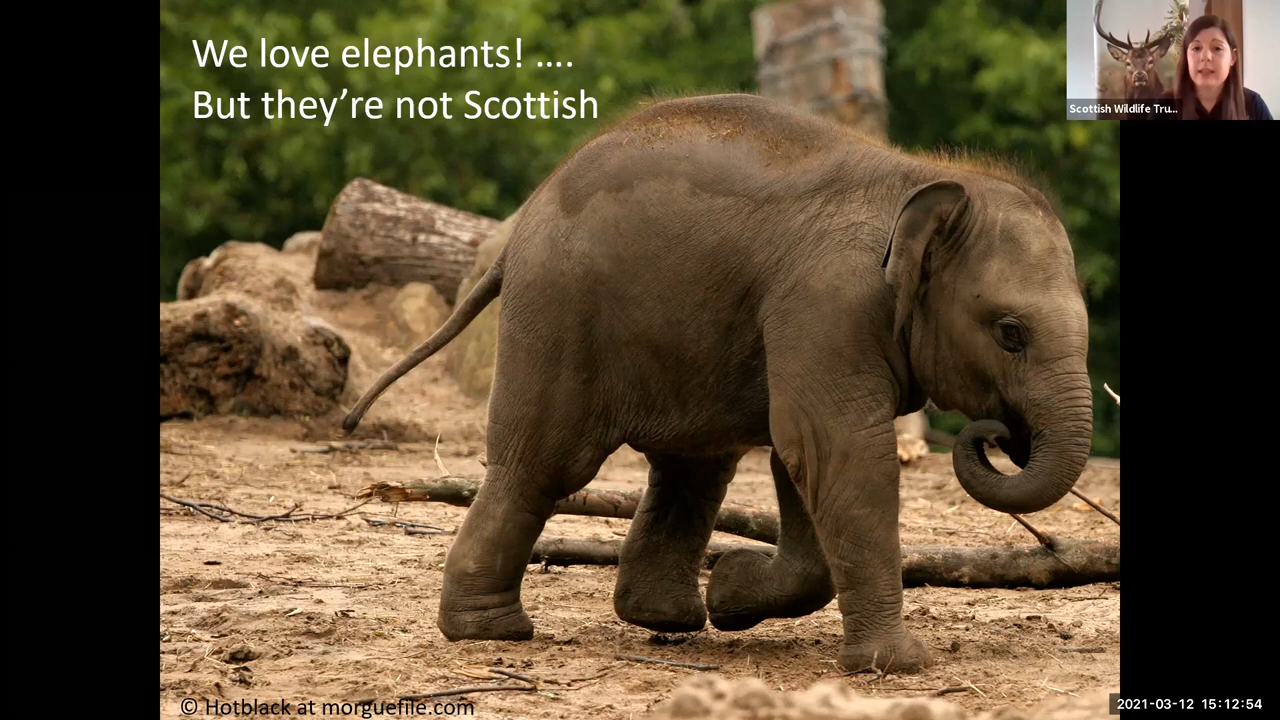 We love elephants! ....
But they're not Scottish
Scottish Wildlife Tru...
© Hotblack at morguefile.com
2021-03-12 15:12:54